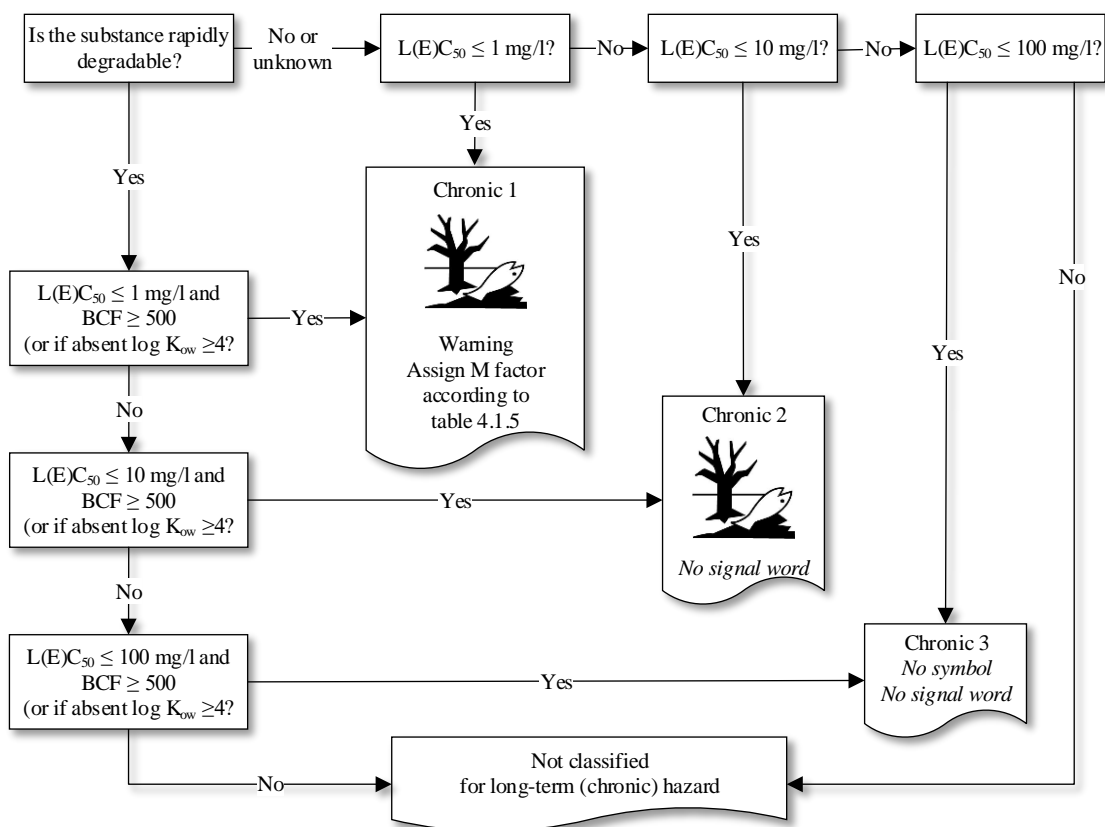 Is the substance rapidly
degradable?
No or
unknown
L(E)C₅₀ ≤ 1 mg/l?
No
L(E)C₅₀ ≤ 10 mg/l?
No
L(E)C₅₀ ≤ 100 mg/l?
Yes
Yes
Yes
Yes
No
Chronic 1
Warning
Assign M factor
according to
table 4.1.5
L(E)C₅₀ ≤ 1 mg/l and
BCF ≥ 500
(or if absent log Kₒw ≥4?
Yes
No
Chronic 2
No signal word
L(E)C₅₀ ≤ 10 mg/l and
BCF ≥ 500
(or if absent log Kₒw ≥4?
Yes
No
Chronic 3
No symbol
No signal word
L(E)C₅₀ ≤ 100 mg/l and
BCF ≥ 500
(or if absent log Kₒw ≥4?
Yes
No
Not classified
for long-term (chronic) hazard